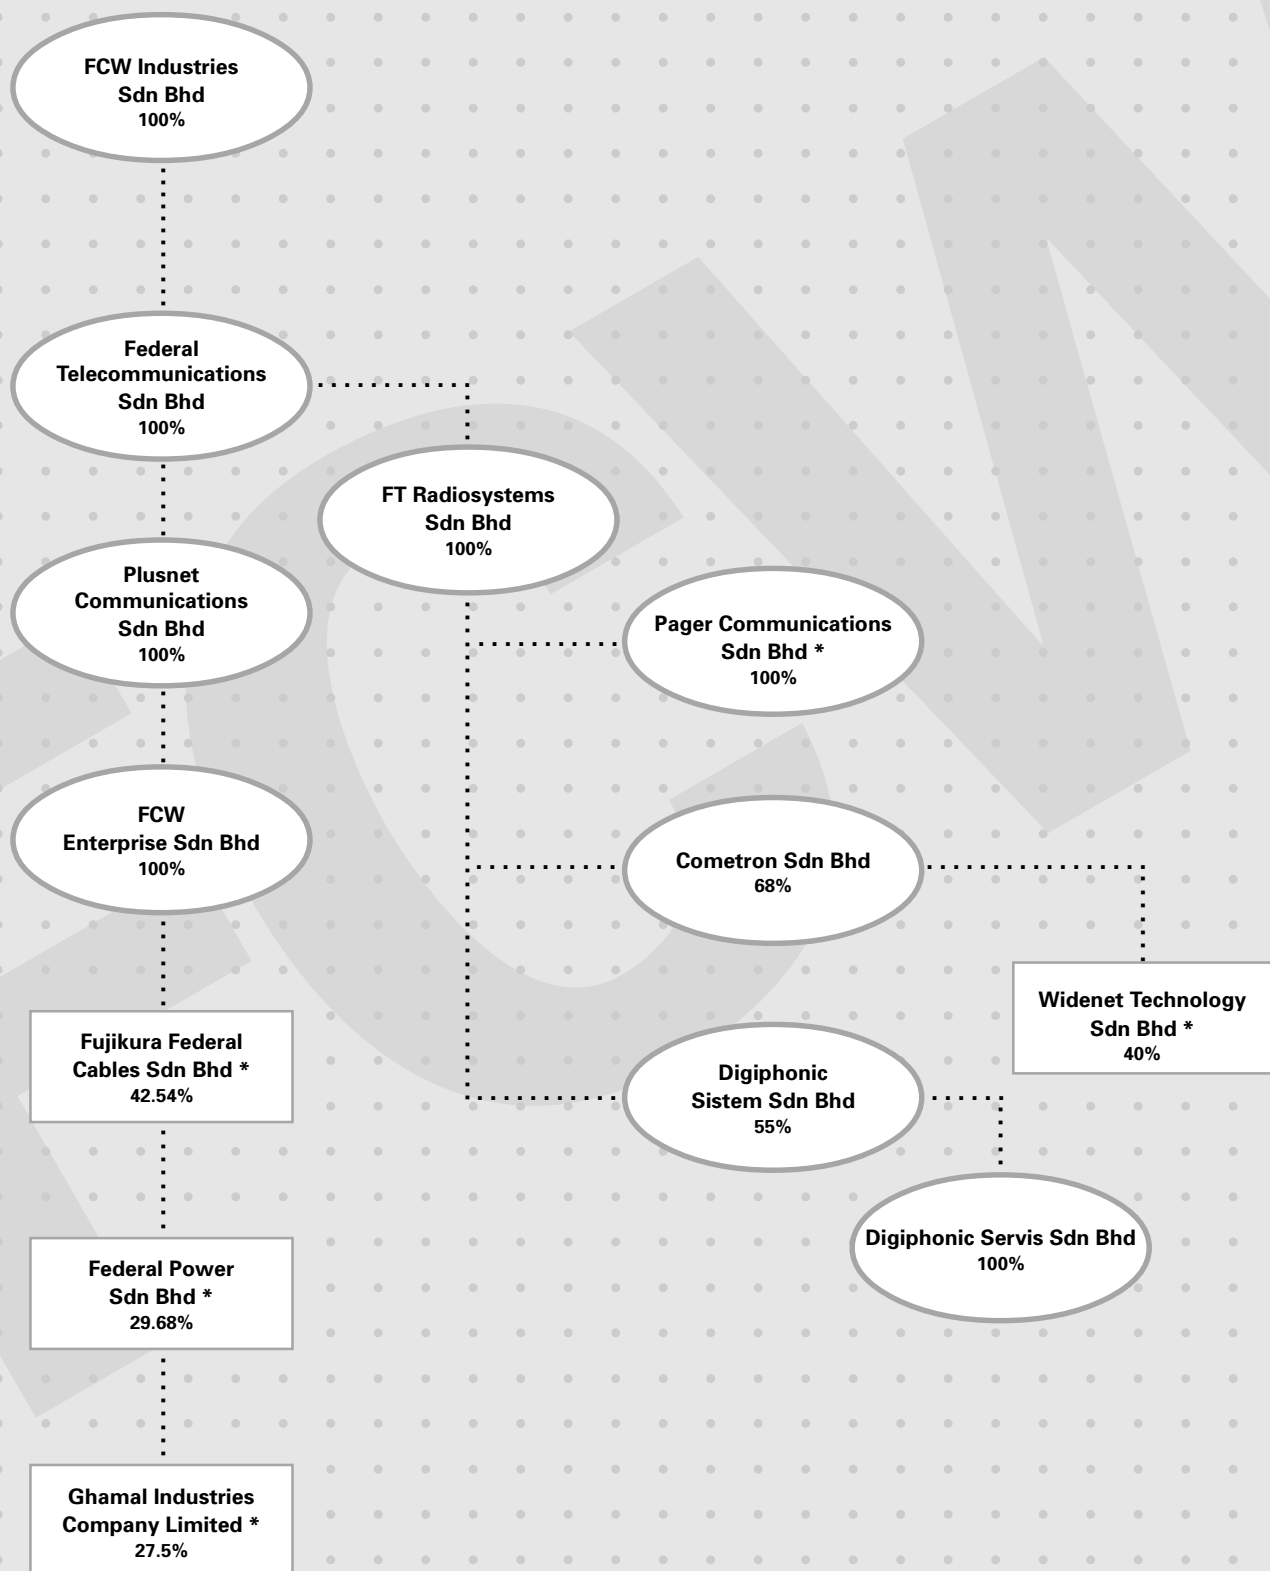 FCW Industries
Sdn Bhd
100%
Federal
Telecommunications
Sdn Bhd
100%
FT Radiosystems
Sdn Bhd
100%
Plusnet
Communications
Sdn Bhd
100%
Pager Communications
Sdn Bhd *
100%
FCW
Enterprise Sdn Bhd
100%
Cometron Sdn Bhd
68%
Widenet Technology
Sdn Bhd *
40%
Fujikura Federal
Cables Sdn Bhd *
42.54%
Digiphonic
Sistem Sdn Bhd
55%
Digiphonic Servis Sdn Bhd
100%
Federal Power
Sdn Bhd *
29.68%
Ghamal Industries
Company Limited *
27.5%
FCW